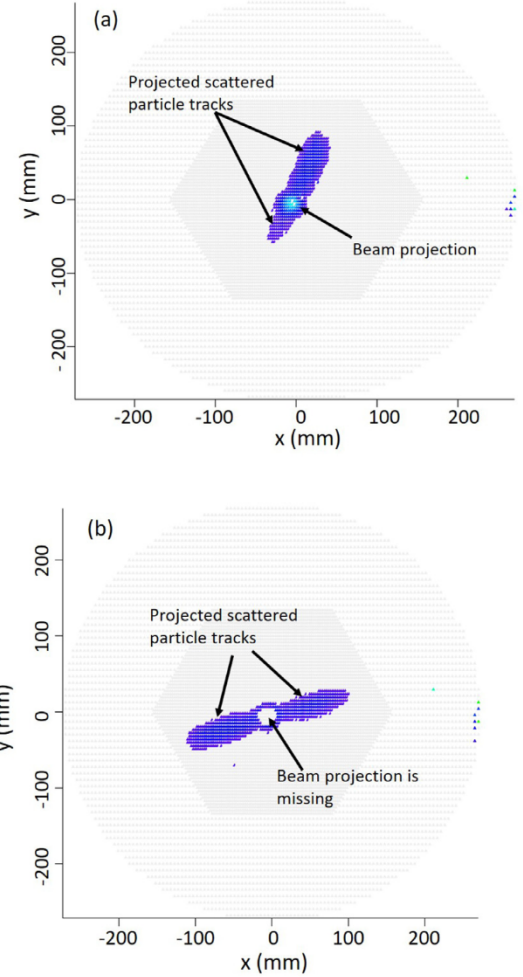 (a)
Projected scattered
particle tracks
Beam projection
y (mm)
200
100
0
-100
-200
-200 -100 0 100 200
x (mm)
(b)
Projected scattered
particle tracks
Beam projection is
missing
y (mm)
200
100
0
-100
-200
-200 -100 0 100 200
x (mm)